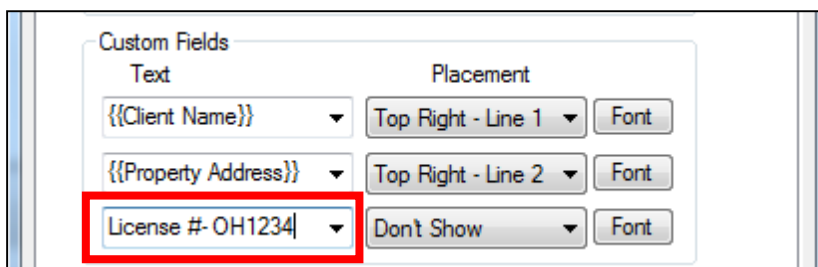 Custom Fields
Text Placement
{{Client Name}} Top Right - Line 1 Font
{{Property Address}} Top Right - Line 2 Font
License #- OH1234 Don't Show Font